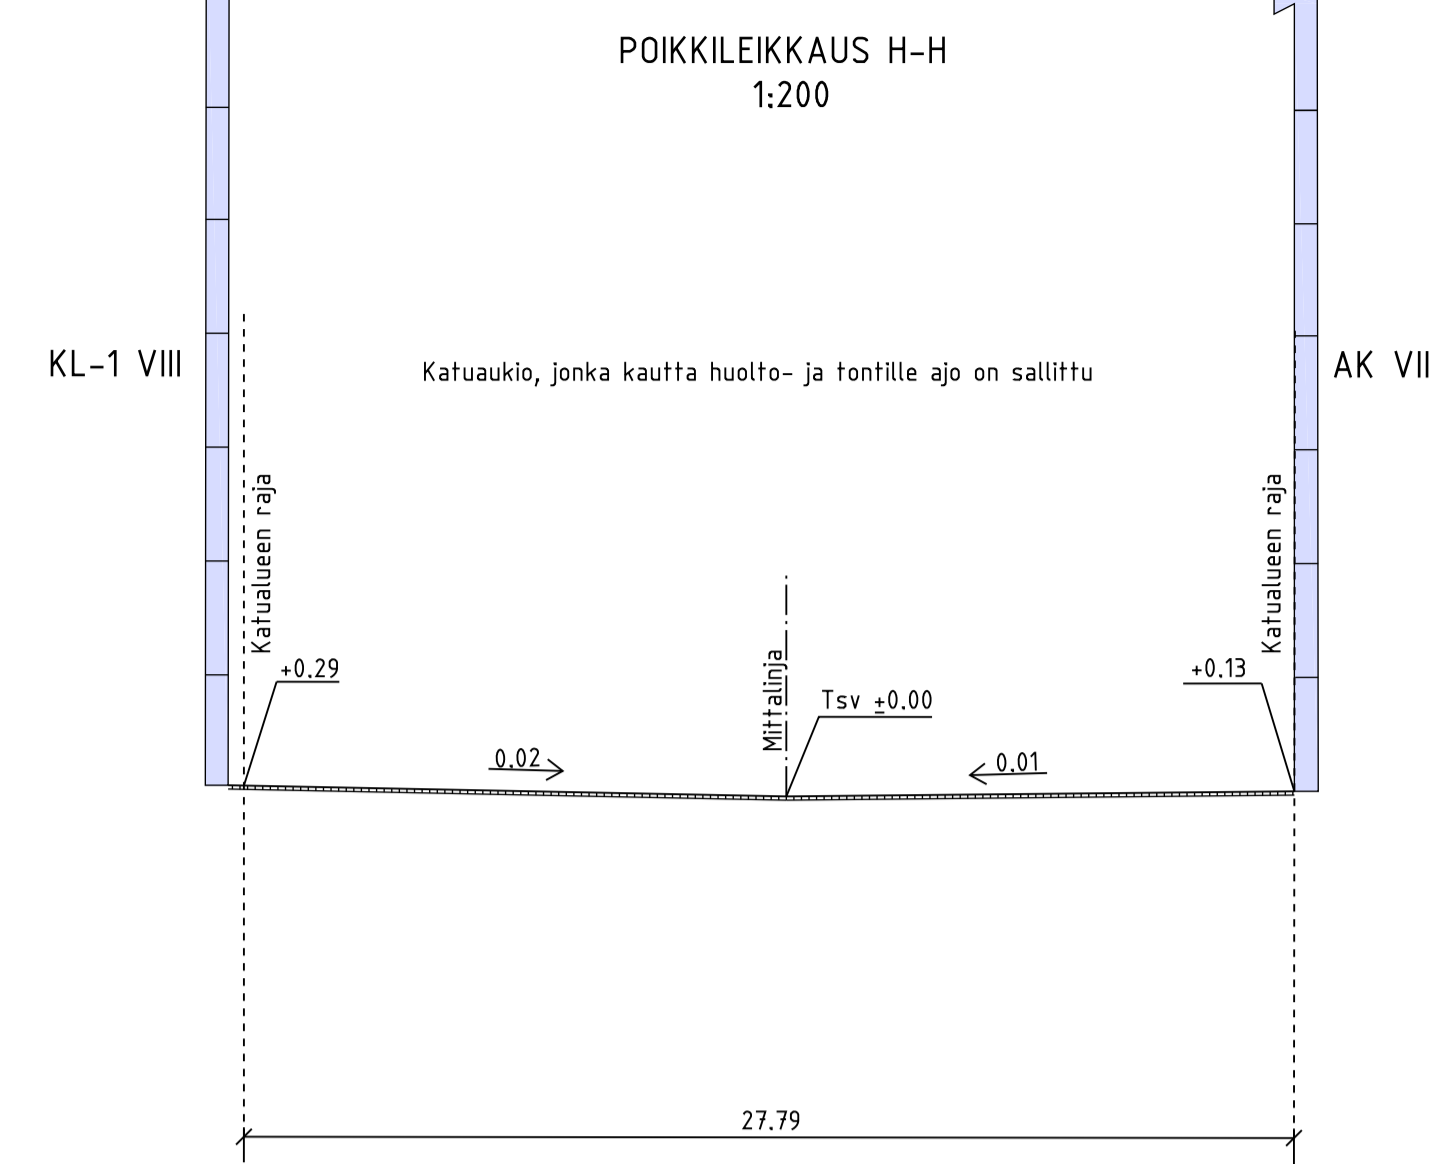 POIKKILEIKKAUS H-H
1:200
KL-1 VIII
Katuaukio, jonka kautta huolto- ja tontille ajo on sallittu
AK VII
Katualueen raja
Katualueen raja
+0.29
Mittalinja
Tsv ±0.00
+0.13
0.02
0.01
27.79